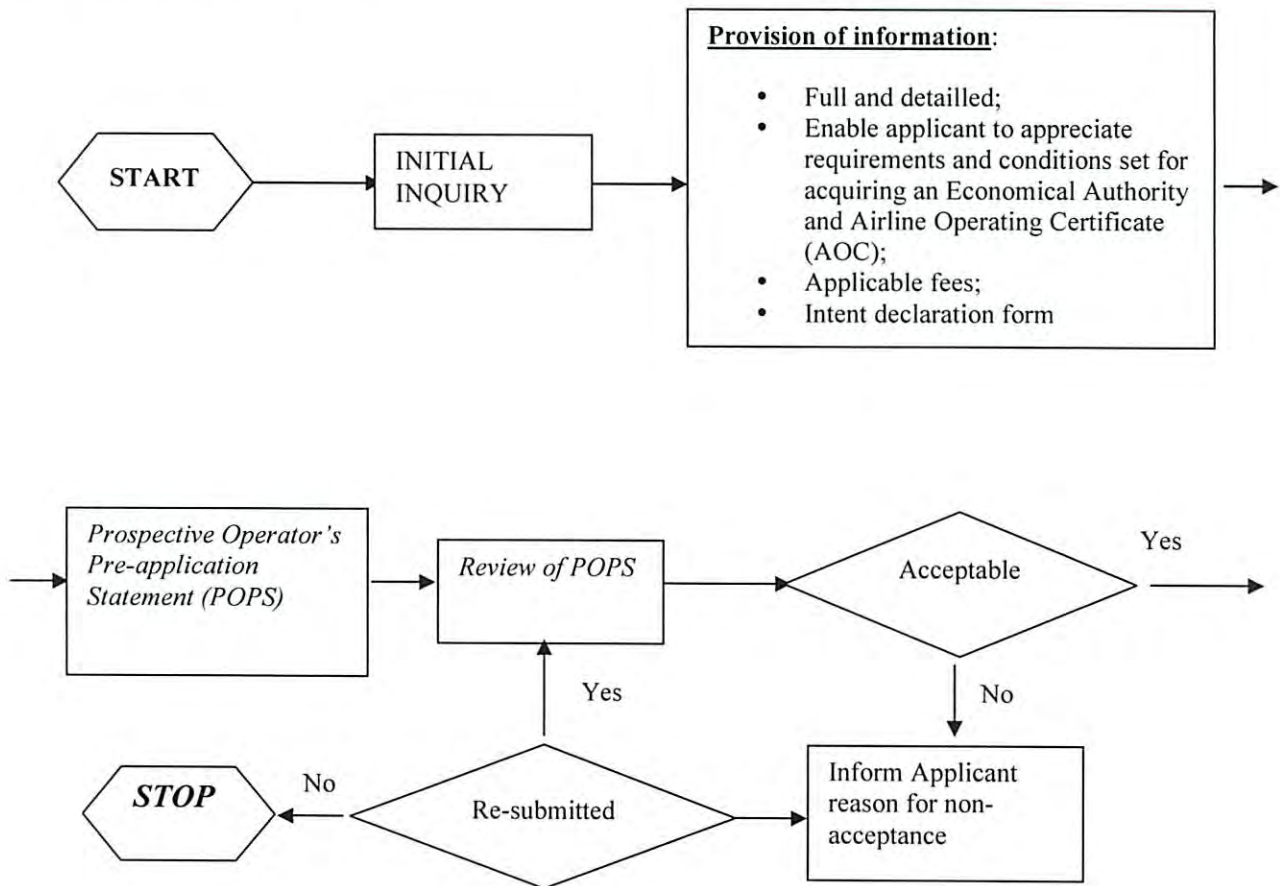 Provision of information:
• Full and detailled;
• Enable applicant to appreciate
requirements and conditions set for
acquiring an Economical Authority
and Airline Operating Certificate
(AOC);
• Applicable fees;
• Intent declaration form
START
INITIAL
INQUIRY
Prospective Operator's
Pre-application
Statement (POPS)
Review of POPS
Acceptable
Yes
No
Yes
Inform Applicant
reason for non-
acceptance
Re-submitted
No
STOP